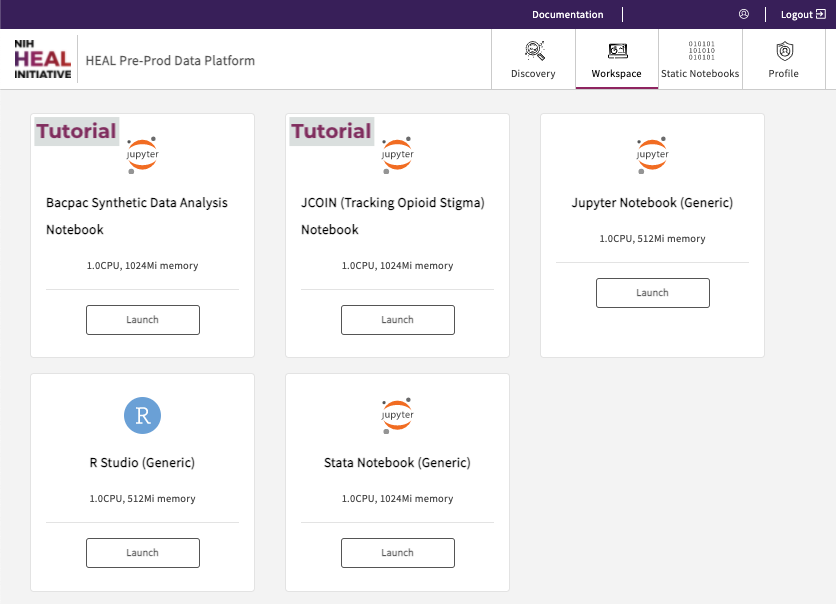 Documentation
Logout
NIH
HEAL
INITIATIVE
HEAL Pre-Prod Data Platform
Discovery
Workspace
010101
101010
010101
Static Notebooks
Profile
Tutorial
jupyter
Bacpac Synthetic Data Analysis
Notebook
1.0CPU, 1024Mi memory
Launch
Tutorial
jupyter
JCOIN (Tracking Opioid Stigma)
Notebook
1.0CPU, 1024Mi memory
Launch
jupyter
Jupyter Notebook (Generic)
1.0CPU, 512Mi memory
Launch
R
R Studio (Generic)
1.0CPU, 512Mi memory
Launch
jupyter
Stata Notebook (Generic)
1.0CPU, 1024Mi memory
Launch